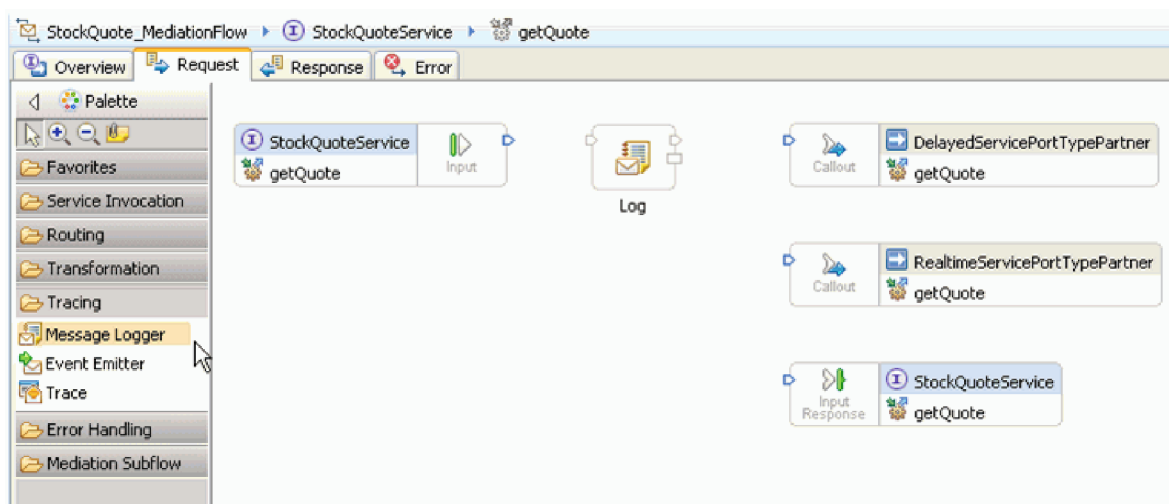 StockQuote_MediationFlow StockQuoteService getQuote
Overview Request Response Error
Palette
Favorites
Service Invocation
Routing
Transformation
Tracing
Message Logger
Event Emitter
Trace
Error Handling
Mediation Subflow
StockQuoteService
getQuote
Input
Log
Callout
DelayedServicePortTypePartner
getQuote
Callout
RealtimeServicePortTypePartner
getQuote
Input
Response
StockQuoteService
getQuote